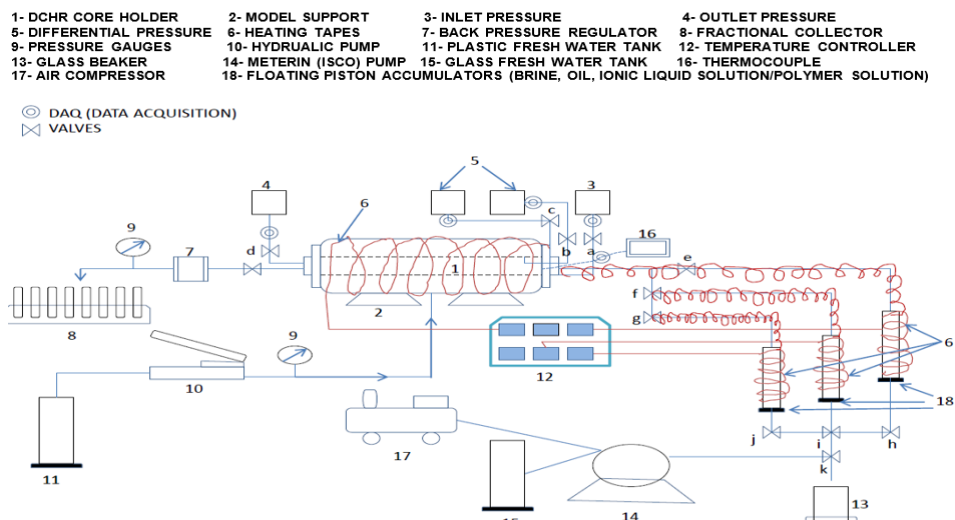 1- DCHR CORE HOLDER 2- MODEL SUPPORT 3- INLET PRESSURE 4- OUTLET PRESSURE
5- DIFFERENTIAL PRESSURE 6- HEATING TAPES 7- BACK PRESSURE REGULATOR 8- FRACTIONAL COLLECTOR
9- PRESSURE GAUGES 10- HYDRUALIC PUMP 11- PLASTIC FRESH WATER TANK 12- TEMPERATURE CONTROLLER
13- GLASS BEAKER 14- METERIN (ISCO) PUMP 15- GLASS FRESH WATER TANK 16- THERMOCOUPLE
17- AIR COMPRESSOR 18- FLOATING PISTON ACCUMULATORS (BRINE, OIL, IONIC LIQUID SOLUTION/POLYMER SOLUTION)
DAQ (DATA ACQUISITION)
VALVES
5
4 3
6 c
9 16
d b a
7 1 e
f
2 g
8
9 6
10 12
18
17 j i h
k
11
13
14